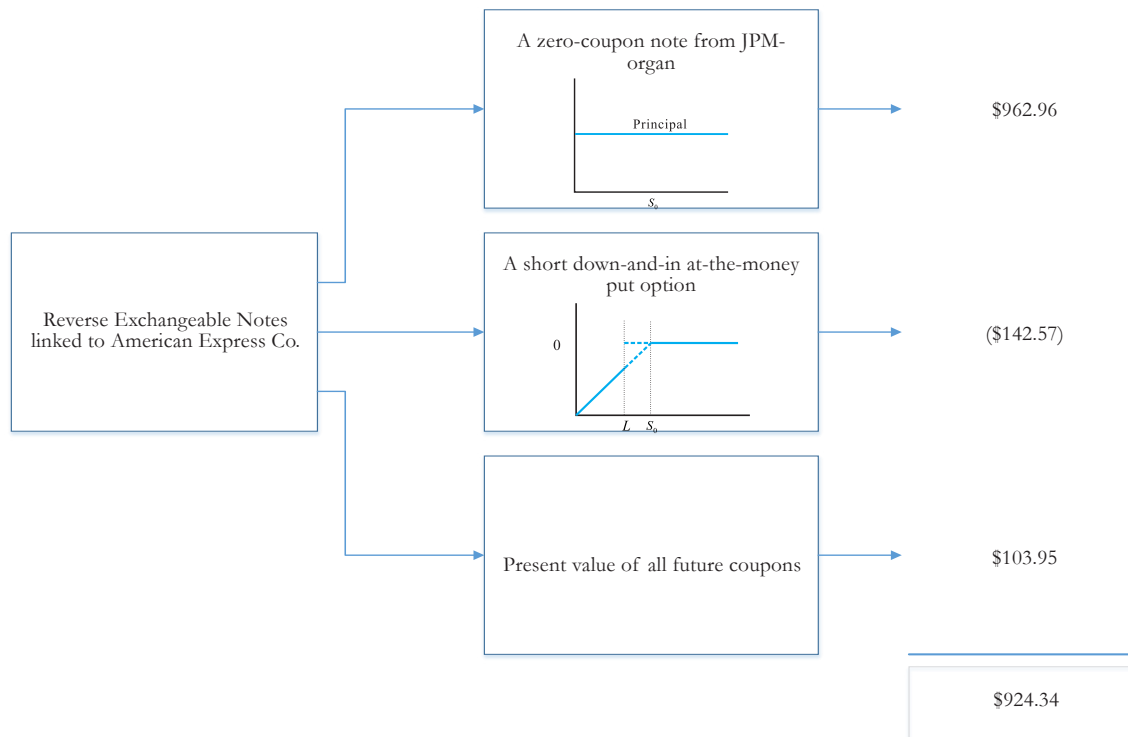 A zero-coupon note from JPM-
organ
Principal
S₀
$962.96
Reverse Exchangeable Notes
linked to American Express Co.
A short down-and-in at-the-money
put option
0
L S₀
($142.57)
Present value of all future coupons
$103.95
$924.34